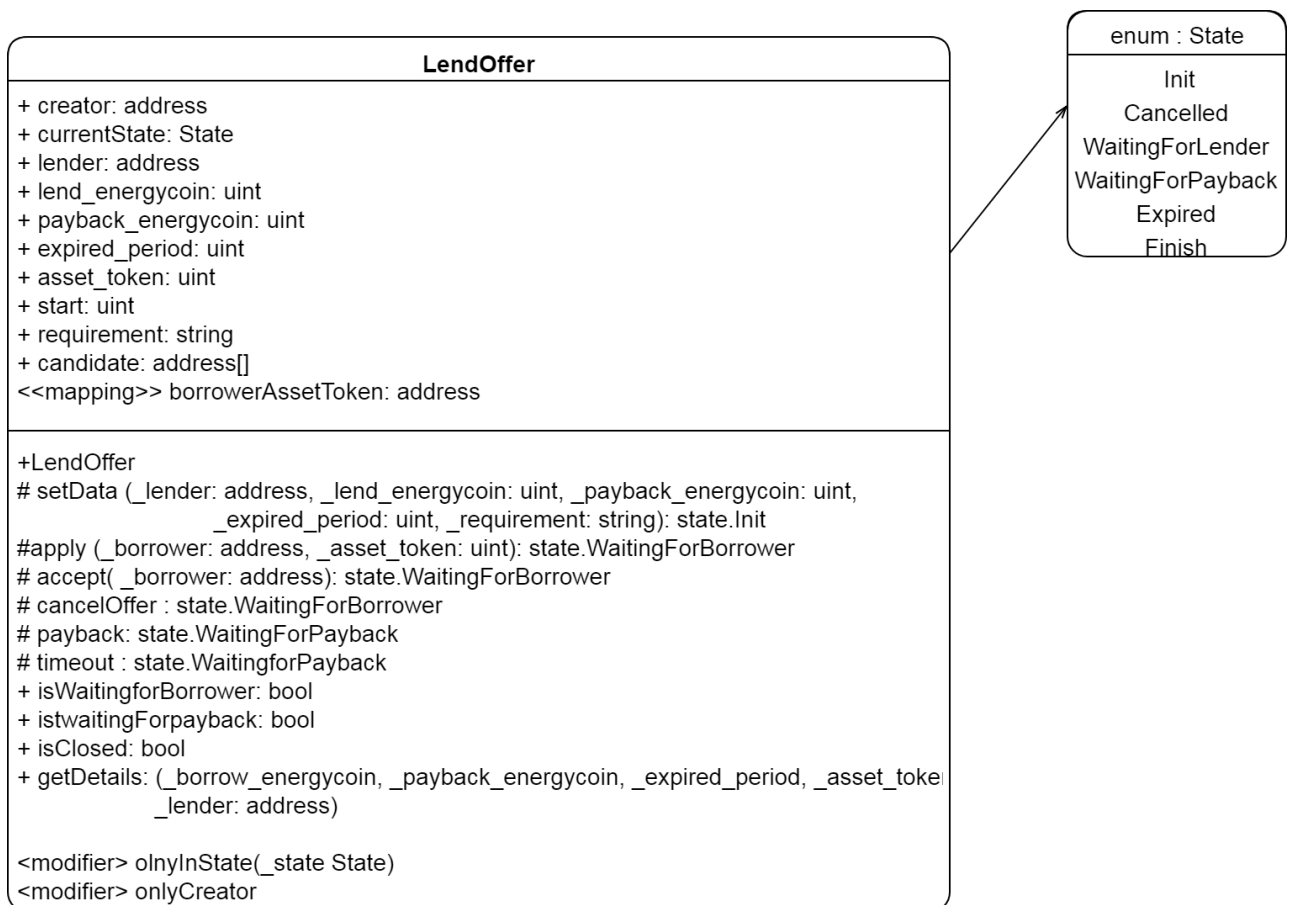 LendOffer
+ creator: address
+ currentState: State
+ lender: address
+ lend_energycoin: uint
+ payback_energycoin: uint
+ expired_period: uint
+ asset_token: uint
+ start: uint
+ requirement: string
+ candidate: address[]
<<mapping>> borrowerAssetToken: address
+LendOffer
# setData (_lender: address, _lend_energycoin: uint, _payback_energycoin: uint,
_expired_period: uint, _requirement: string): state.Init
#apply (_borrower: address, _asset_token: uint): state.WaitingForBorrower
# accept( _borrower: address): state.WaitingForBorrower
# cancelOffer : state.WaitingForBorrower
# payback: state.WaitingForPayback
# timeout : state.WaitingforPayback
+ isWaitingforBorrower: bool
+ istwaitingForpayback: bool
+ isClosed: bool
+ getDetails: (_borrow_energycoin, _payback_energycoin, _expired_period,
_lender: address)
<modifier> olnyInState(_state State)
<modifier> onlyCreator
enum : State
Init
Cancelled
WaitingForLender
WaitingForPayback
Expired
Finish